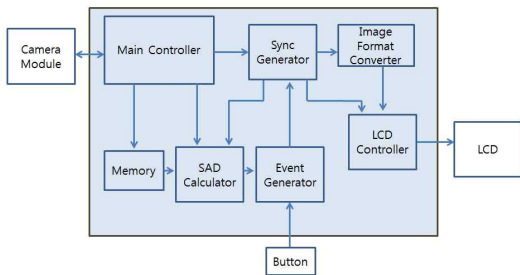 Camera
Module
Main Controller
Sync
Generator
Image
Format
Converter
Memory
SAD
Calculator
Event
Generator
LCD
Controller
LCD
Button